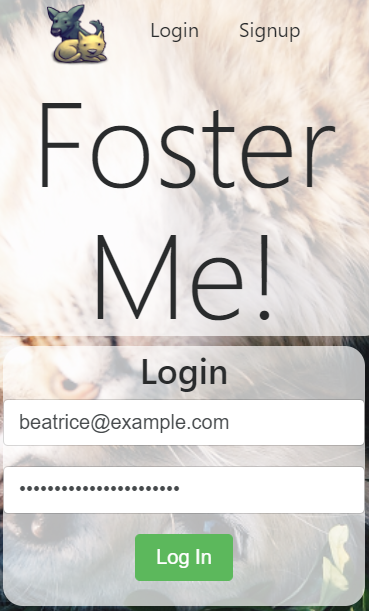 Login Signup
Foster
Me!
Login
beatrice@example.com
•••••••••••••••••••••••
Log In